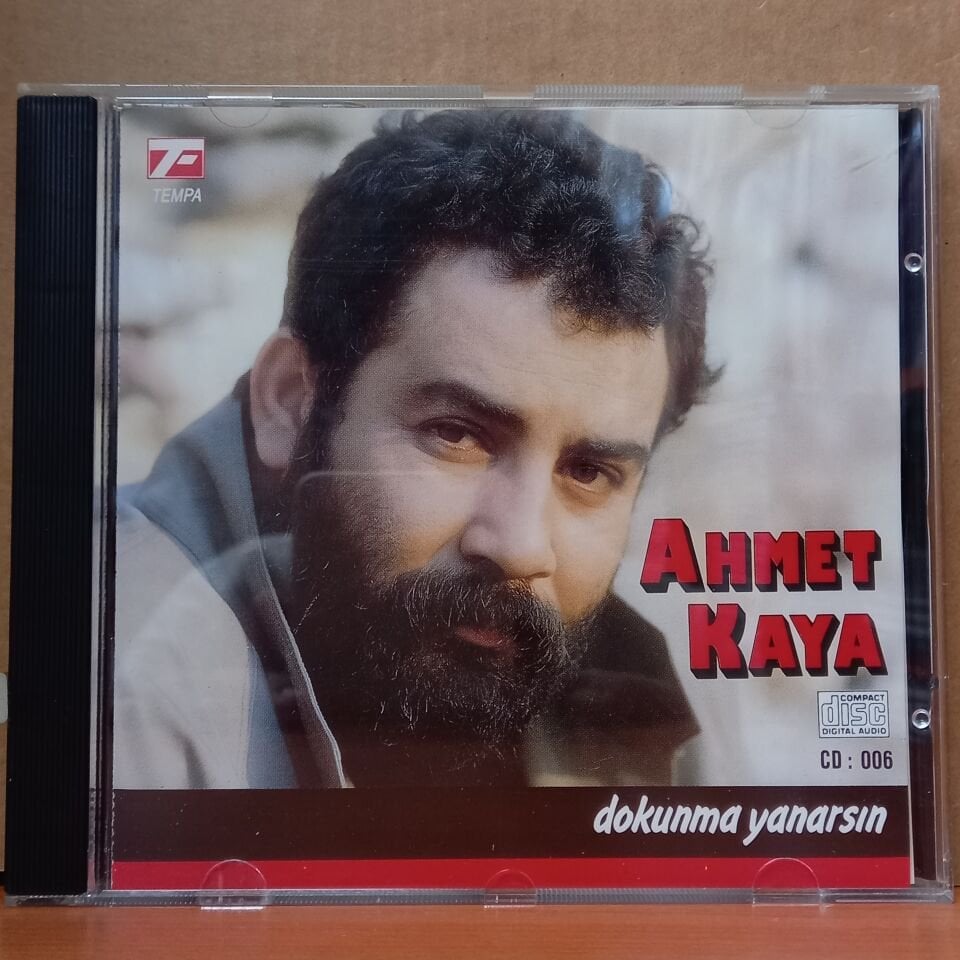 TEMPA
AHMET
KAYA
COMPACT
disc
DIGITAL AUDIO
CD : 006
dokunma yanarsın